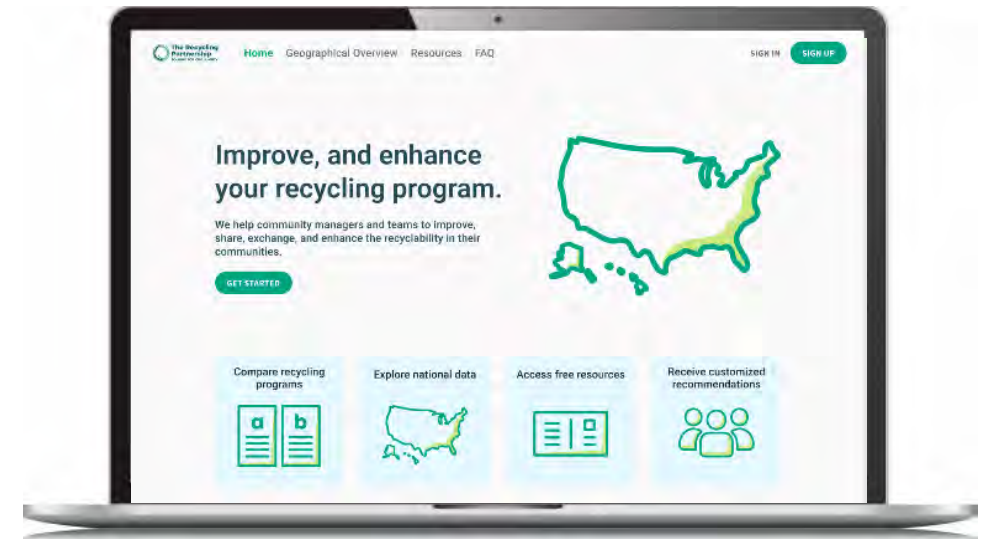 The Recycling
Partnership
Home Geographical Overview Resources FAQ
SIGN IN
SIGN UP
Improve, and enhance
your recycling program.
We help community managers and teams to improve,
share, exchange, and enhance the recyclability in their
communities.
GET STARTED
Compare recycling
programs
a b
Explore national data
Access free resources
Receive customized
recommendations